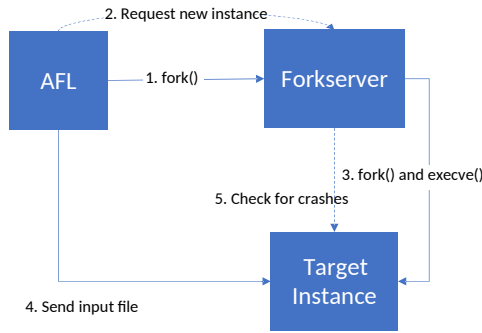 2. Request new instance
AFL
1. fork()
Forkserver
3. fork() and execve()
5. Check for crashes
Target
Instance
4. Send input file